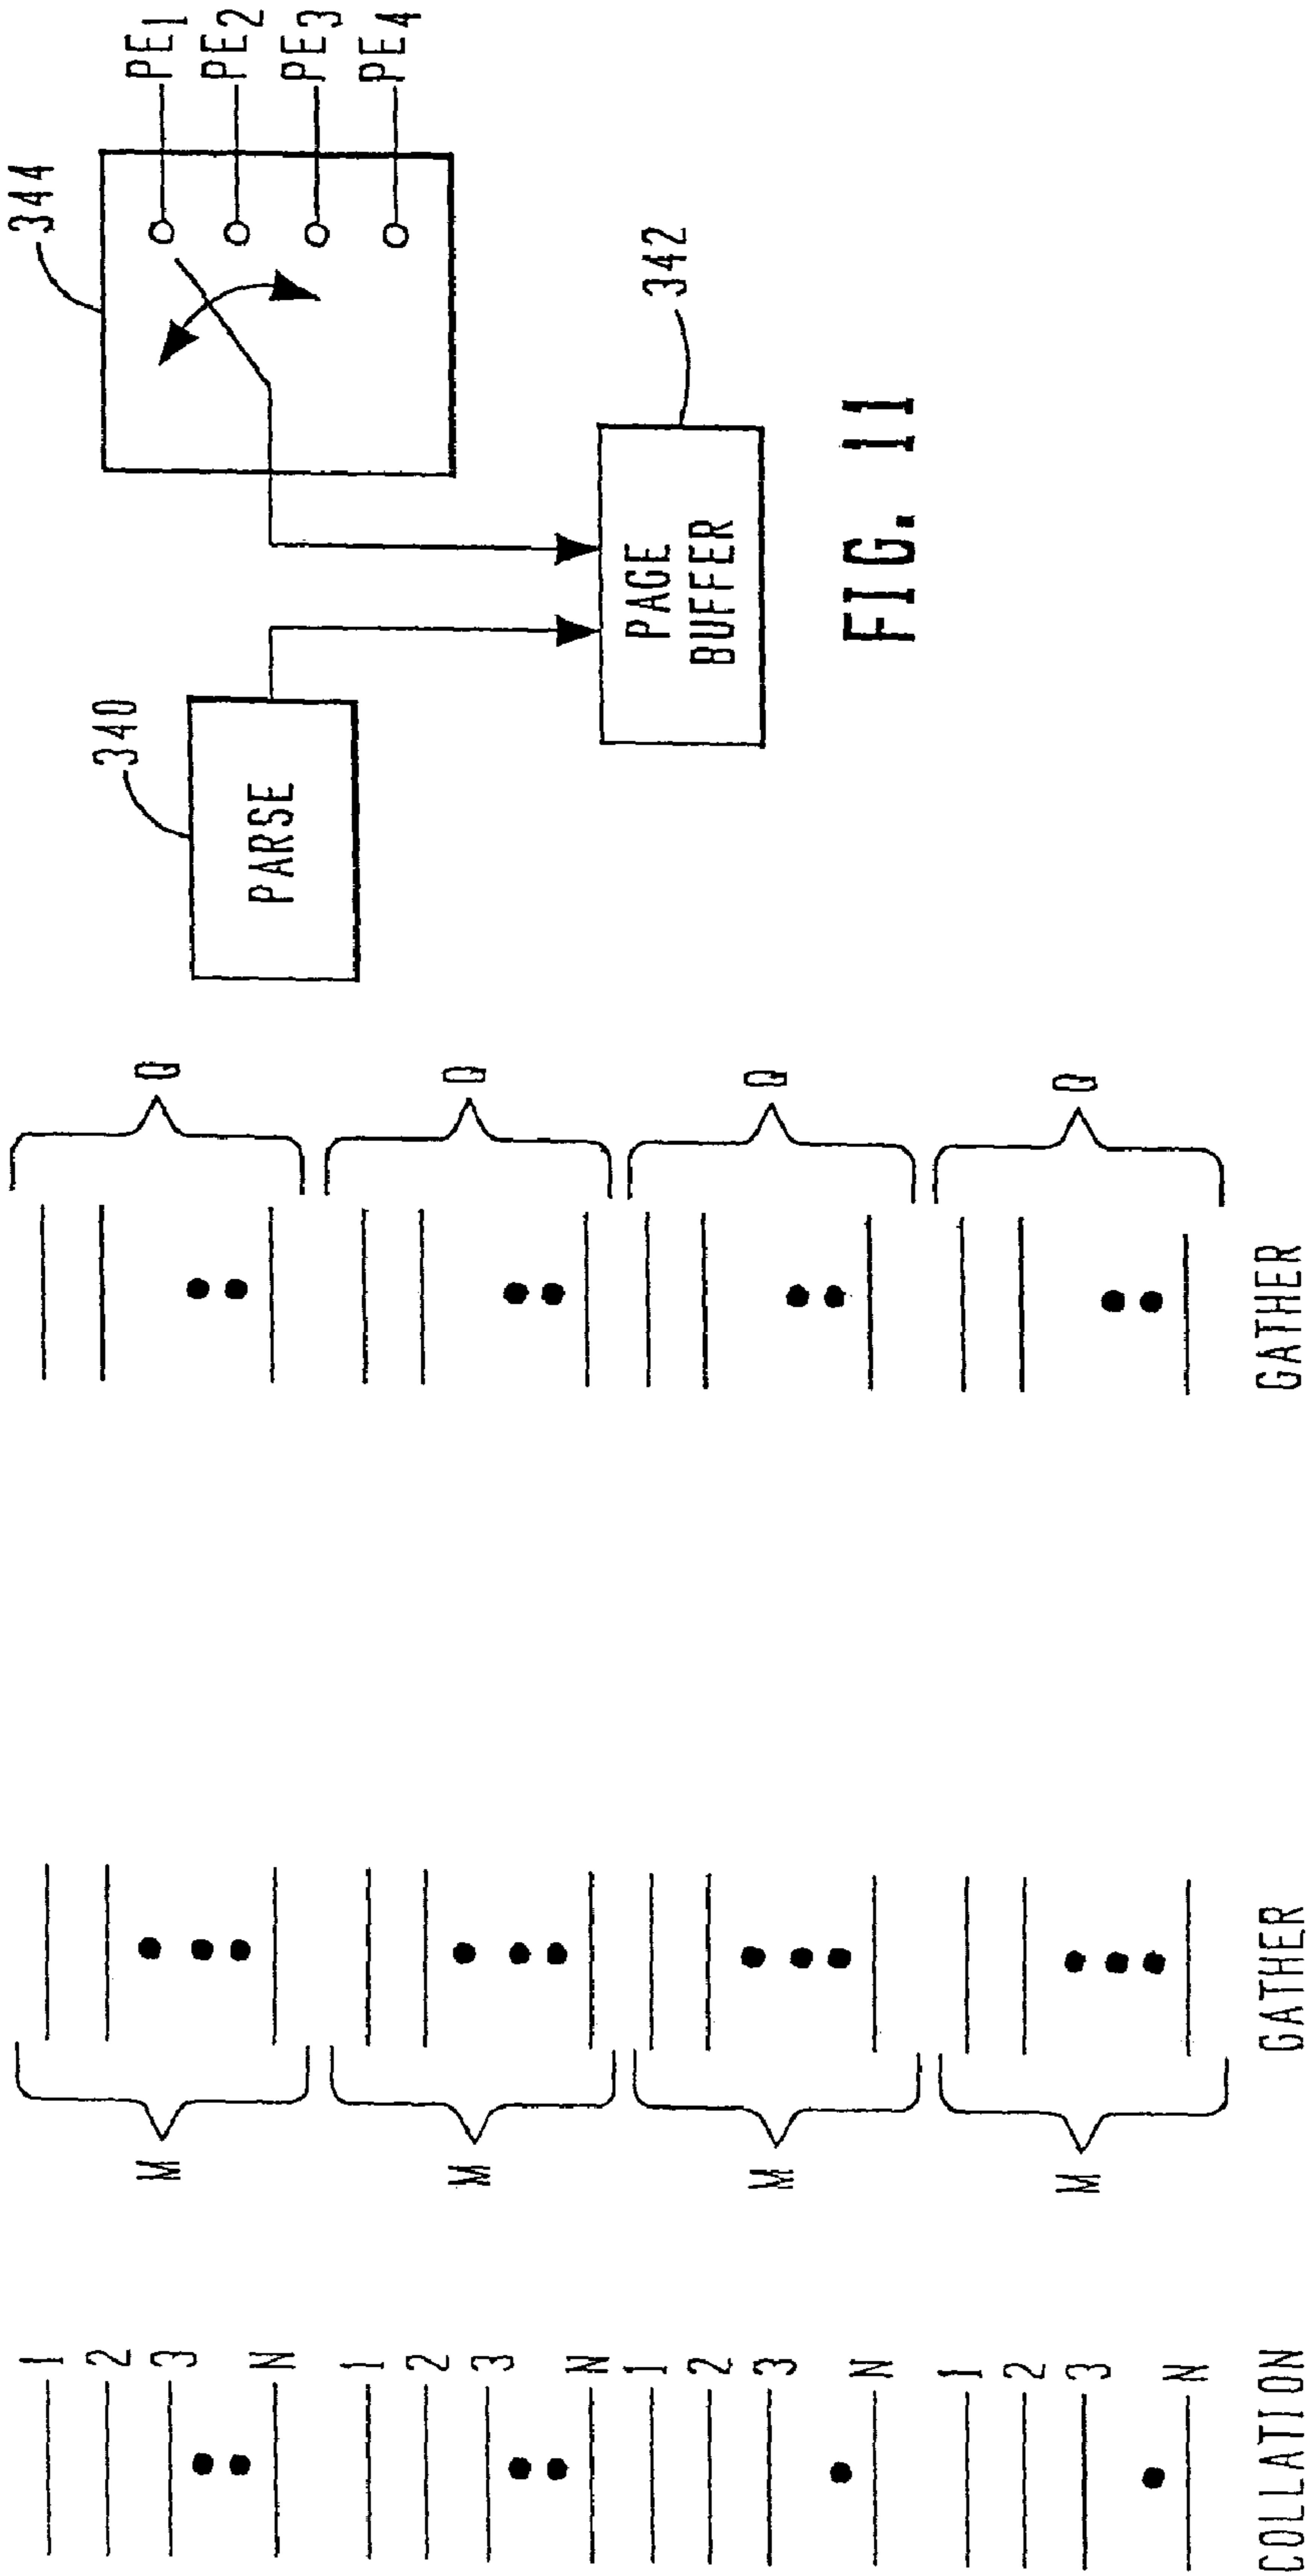 344
PE1
PE2
PE3
PE4
340
PARSE
PAGE
BUFFER
342
FIG. 11
1
2
3
N
1
2
3
N
1
2
3
N
1
2
3
N
COLLATION
M
M
M
M
GATHER
Q
Q
Q
Q
GATHER